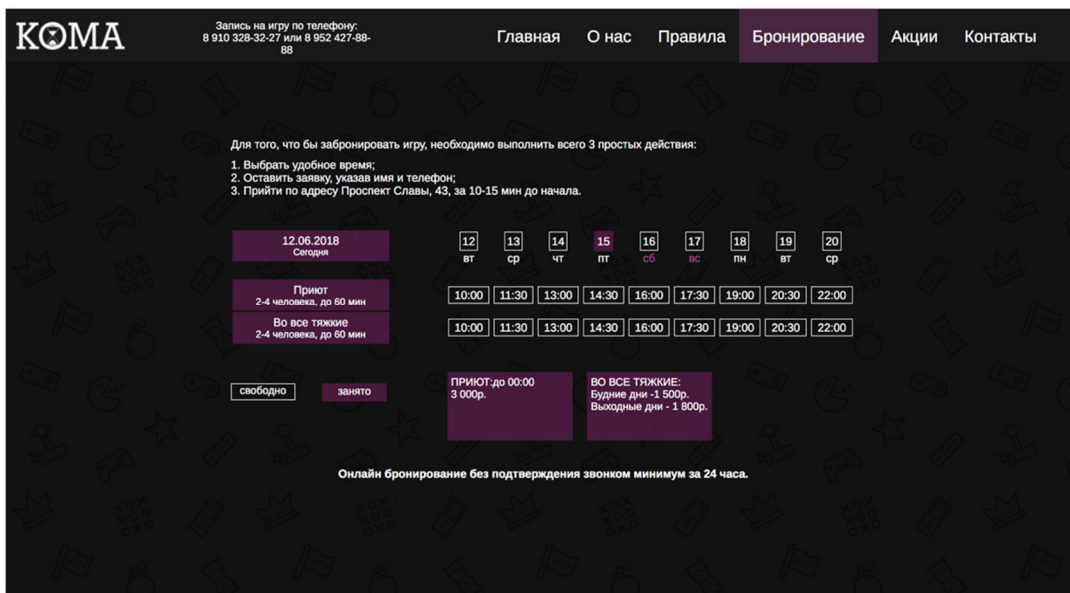 КОМА
Запись на игру по телефону:
8 910 328-32-27 или 8 952 427-88-
88
Главная О нас Правила Бронирование Акции Контакты
Для того, что бы забронировать игру, необходимо выполнить всего 3 простых действия:
1. Выбрать удобное время;
2. Оставить заявку, указав имя и телефон;
3. Прийти по адресу Проспект Славы, 43, за 10-15 мин до начала.
12.06.2018
Сегодня
12 13 14 15 16 17 18 19 20
вт ср чт пт сб вс пн вт ср
Приют
2-4 человека, до 60 мин
10:00 11:30 13:00 14:30 16:00 17:30 19:00 20:30 22:00
Во все тяжкие
2-4 человека, до 60 мин
10:00 11:30 13:00 14:30 16:00 17:30 19:00 20:30 22:00
свободно занято
ПРИЮТ:до 00:00
3 000р.
ВО ВСЕ ТЯЖКИЕ:
Будние дни -1 500р.
Выходные дни - 1 800р.
Онлайн бронирование без подтверждения звонком минимум за 24 часа.